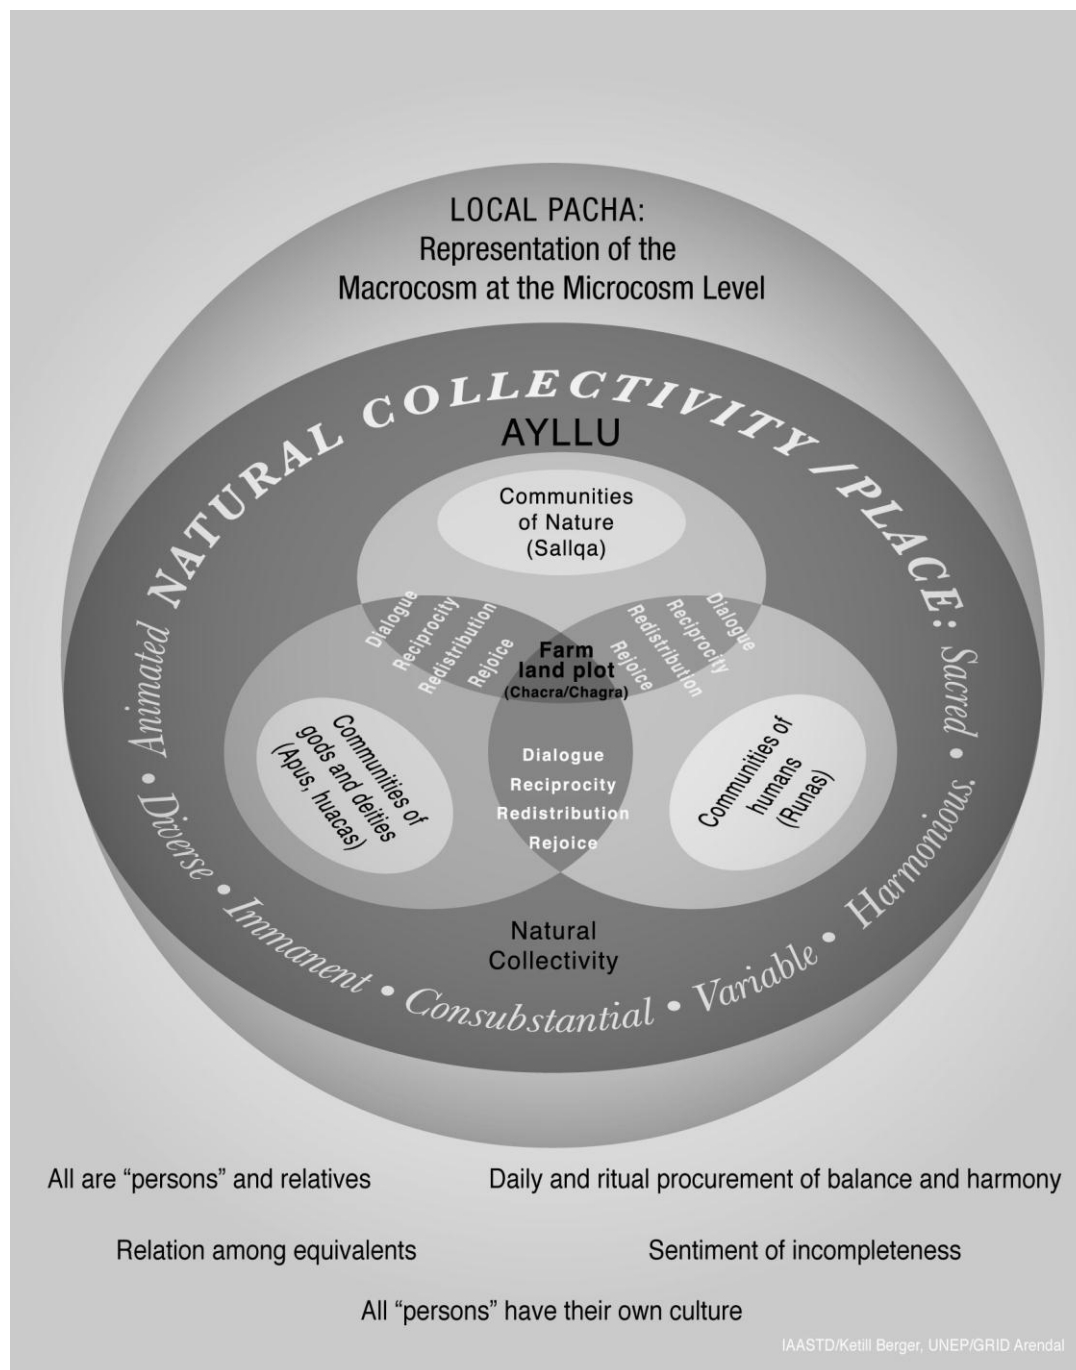 LOCAL PACHA:
Representation of the
Macrocosm at the Microcosm Level
NATURAL COLLECTIVITY / PLACE: Sacred • Harmonious. • Variable • Consubstantial • Immanent • Diverse • Animated
AYLLU
Communities
of Nature
(Sallqa)
Dialogue
Reciprocity
Redistribution
Rejoice
Dialogue
Reciprocity
Redistribution
Rejoice
Farm
land plot
(Chacra/Chagra)
Communities of
gods and deities
(Apus, huacas)
Dialogue
Reciprocity
Redistribution
Rejoice
Communities of
humans
(Runas)
Natural
Collectivity
All are “persons” and relatives
Daily and ritual procurement of balance and harmony
Relation among equivalents
Sentiment of incompleteness
All “persons” have their own culture
IAASTD/Ketill Berger, UNEP/GRID Arendal